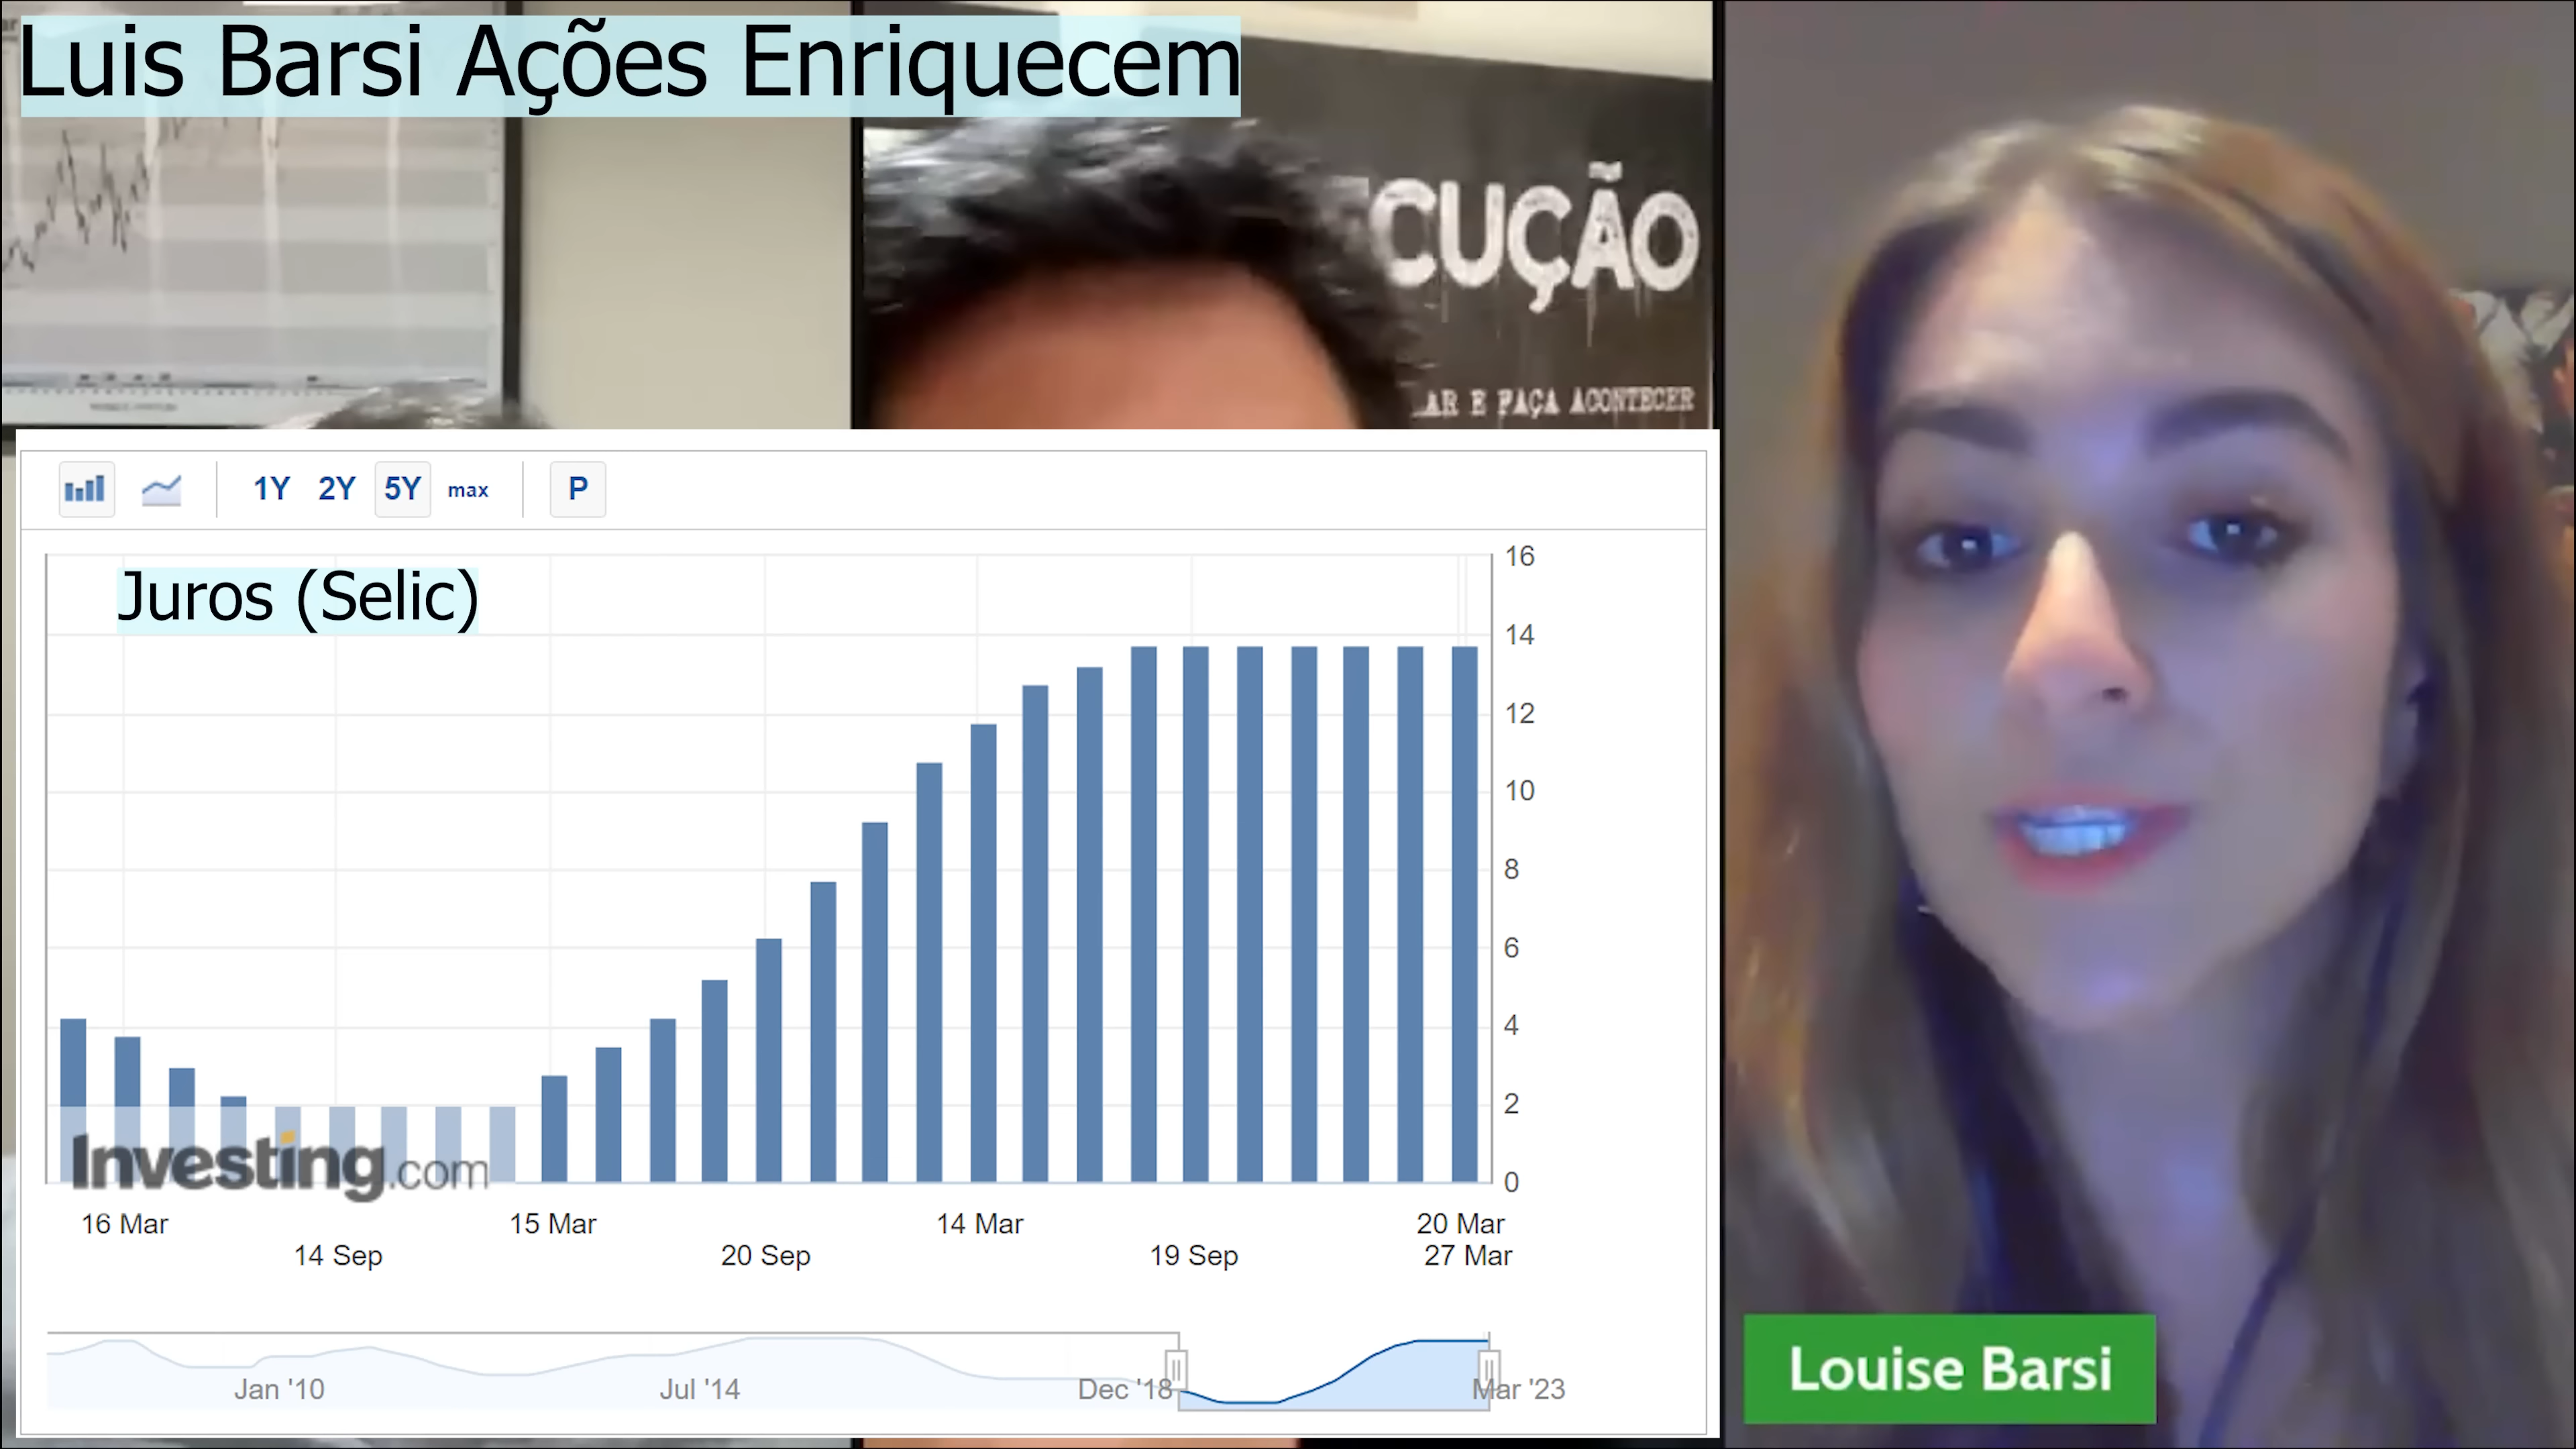 Luis Barsi Ações Enriquecem
CUÇÃO
AR E FAÇA ACONTECER
1Y 2Y 5Y max P
Juros (Selic)
16
14
12
10
8
6
4
2
0
Investing.com
16 Mar
14 Sep
15 Mar
20 Sep
14 Mar
19 Sep
20 Mar
27 Mar
Jan '10
Jul '14
Dec '18
Mar '23
Louise Barsi